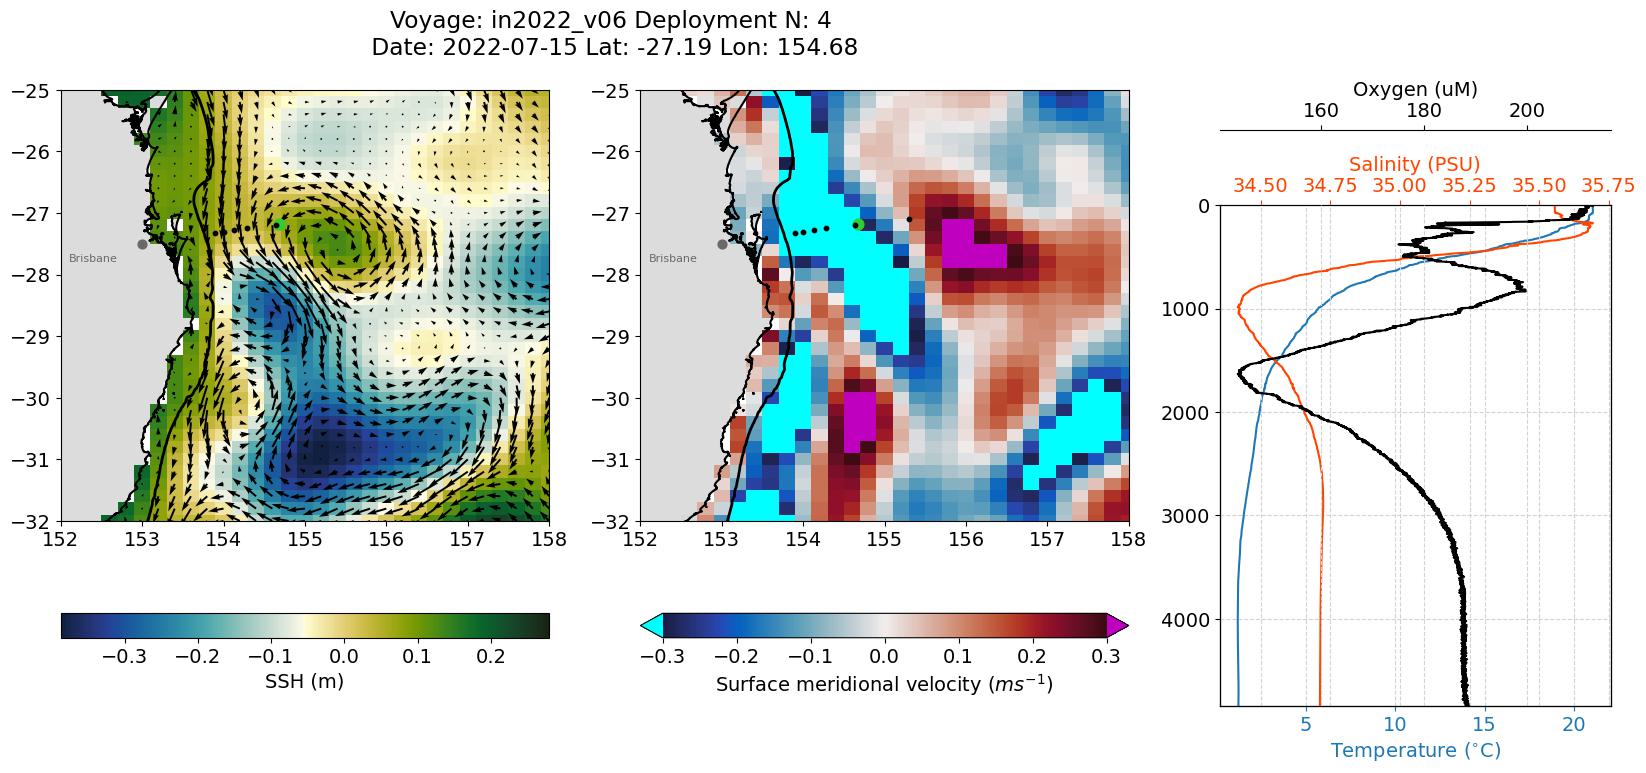 Voyage: in2022_v06 Deployment N: 4
Date: 2022-07-15 Lat: -27.19 Lon: 154.68
−25
−26
−27
−28
−29
−30
−31
−32
152 153 154 155 156 157 158
Brisbane
−0.3 −0.2 −0.1 0.0 0.1 0.2
SSH (m)
−25
−26
−27
−28
−29
−30
−31
−32
152 153 154 155 156 157 158
Brisbane
−0.3 −0.2 −0.1 0.0 0.1 0.2 0.3
Surface meridional velocity (ms⁻¹)
Oxygen (uM)
160 180 200
Salinity (PSU)
34.50 34.75 35.00 35.25 35.50 35.75
0
1000
2000
3000
4000
5 10 15 20
Temperature (°C)